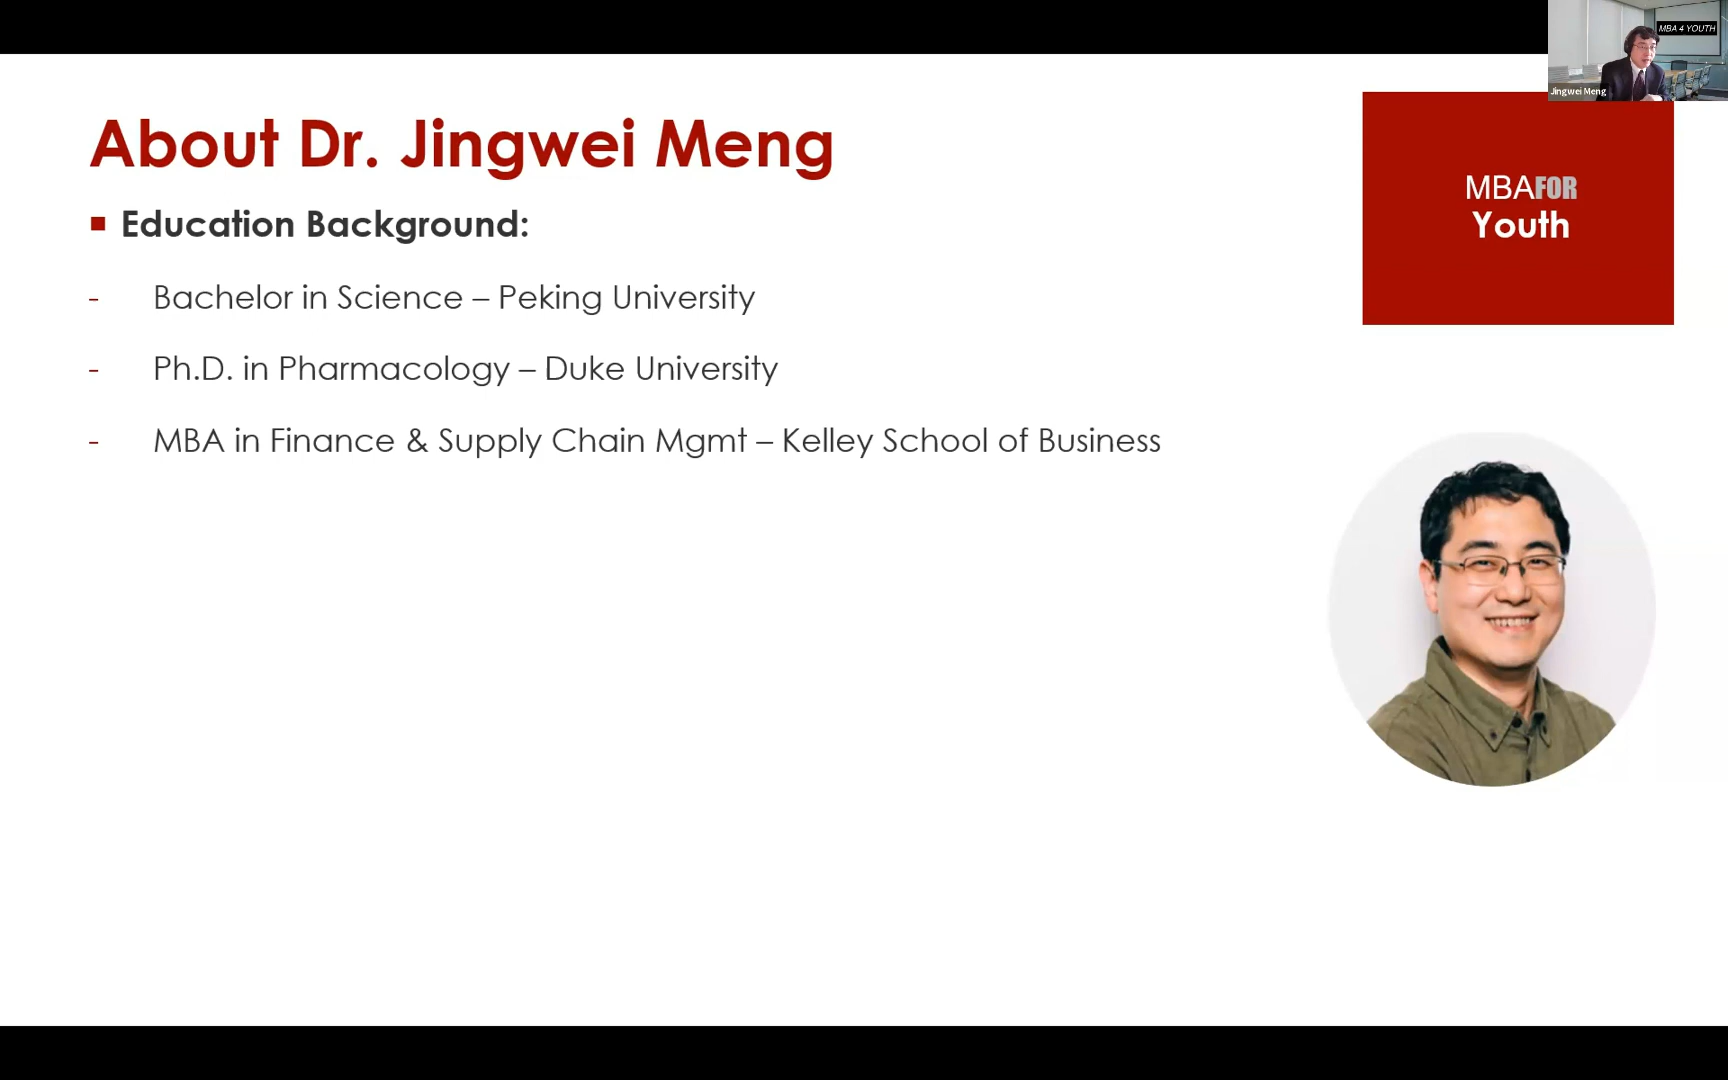 MBA 4 YOUTH
Jingwei Meng
About Dr. Jingwei Meng
MBAFOR
Youth
▪ Education Background:
- Bachelor in Science – Peking University
- Ph.D. in Pharmacology – Duke University
- MBA in Finance & Supply Chain Mgmt – Kelley School of Business